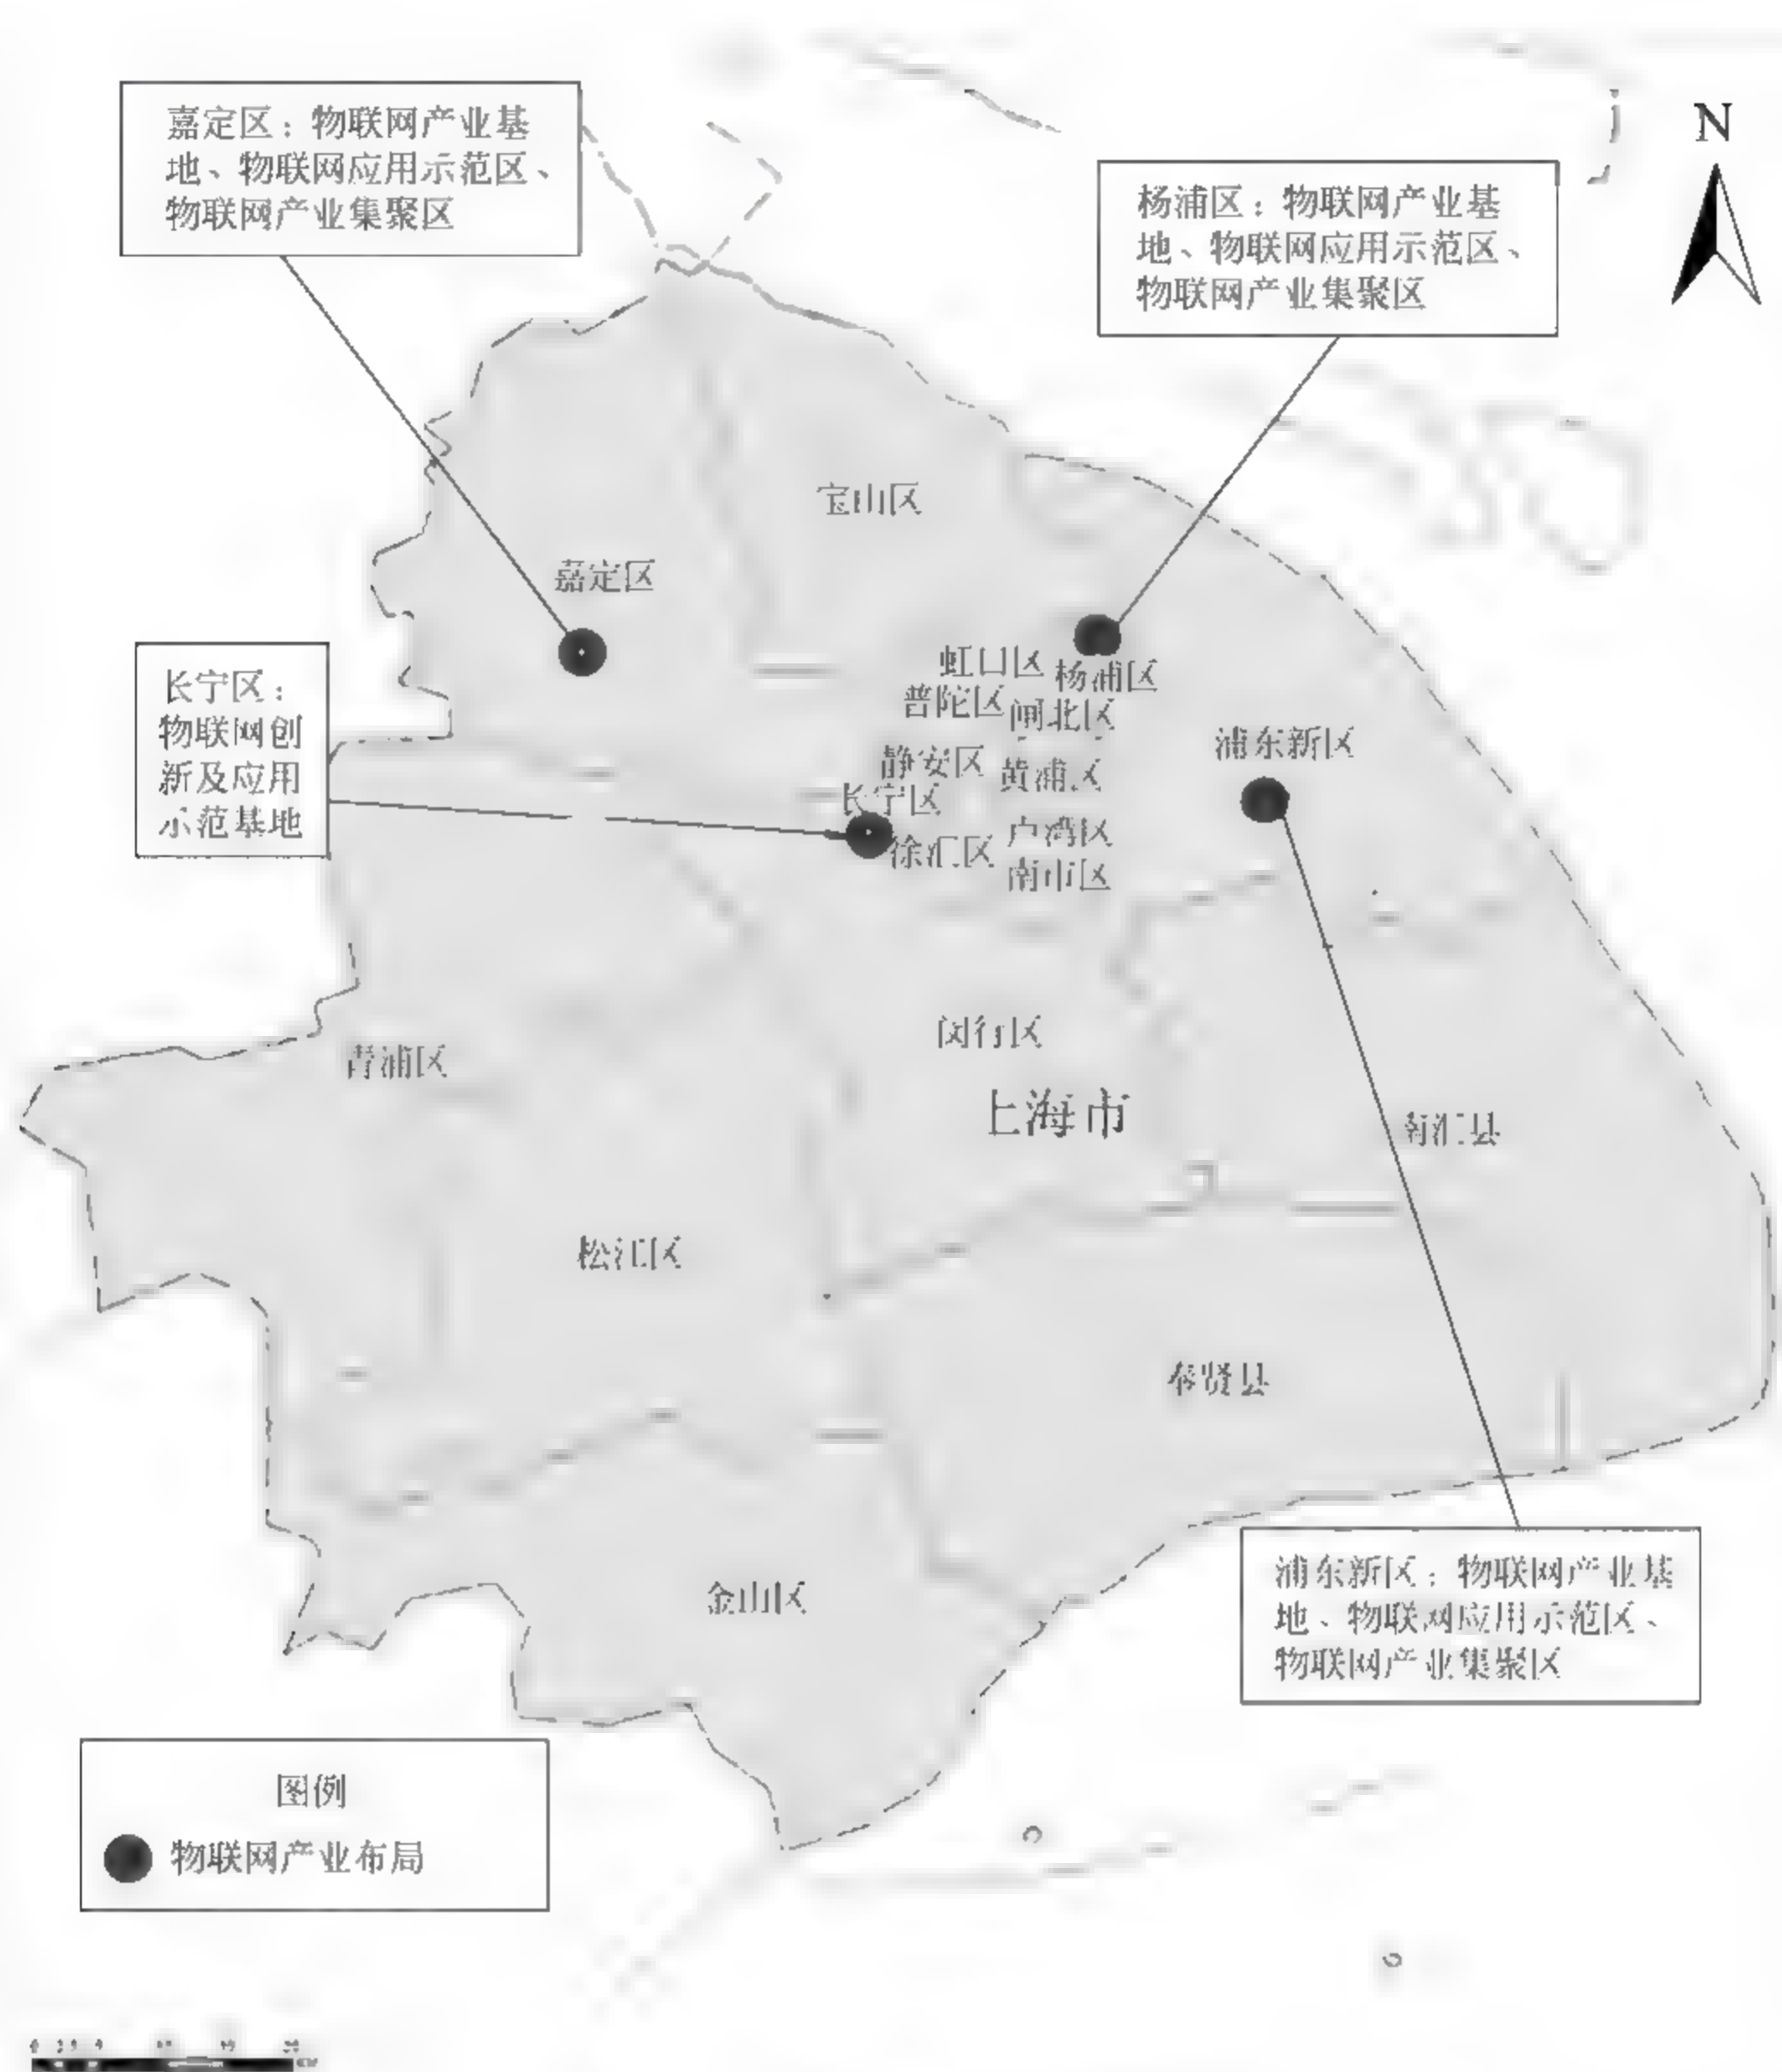 嘉定区：物联网产业基
地、物联网应用示范区、
物联网产业集聚区
N
杨浦区：物联网产业基
地、物联网应用示范区、
物联网产业集聚区
宝山区
嘉定区
虹口区
杨浦区
普陀区
闸北区
长宁区：
物联网创
新及应用
示范基地
浦东新区
静安区
黄浦区
长宁区
卢湾区
徐汇区
南市区
闵行区
青浦区
上海市
南汇县
松江区
奉贤县
金山区
浦东新区：物联网产业基
地、物联网应用示范区、
物联网产业集聚区
图例
物联网产业布局